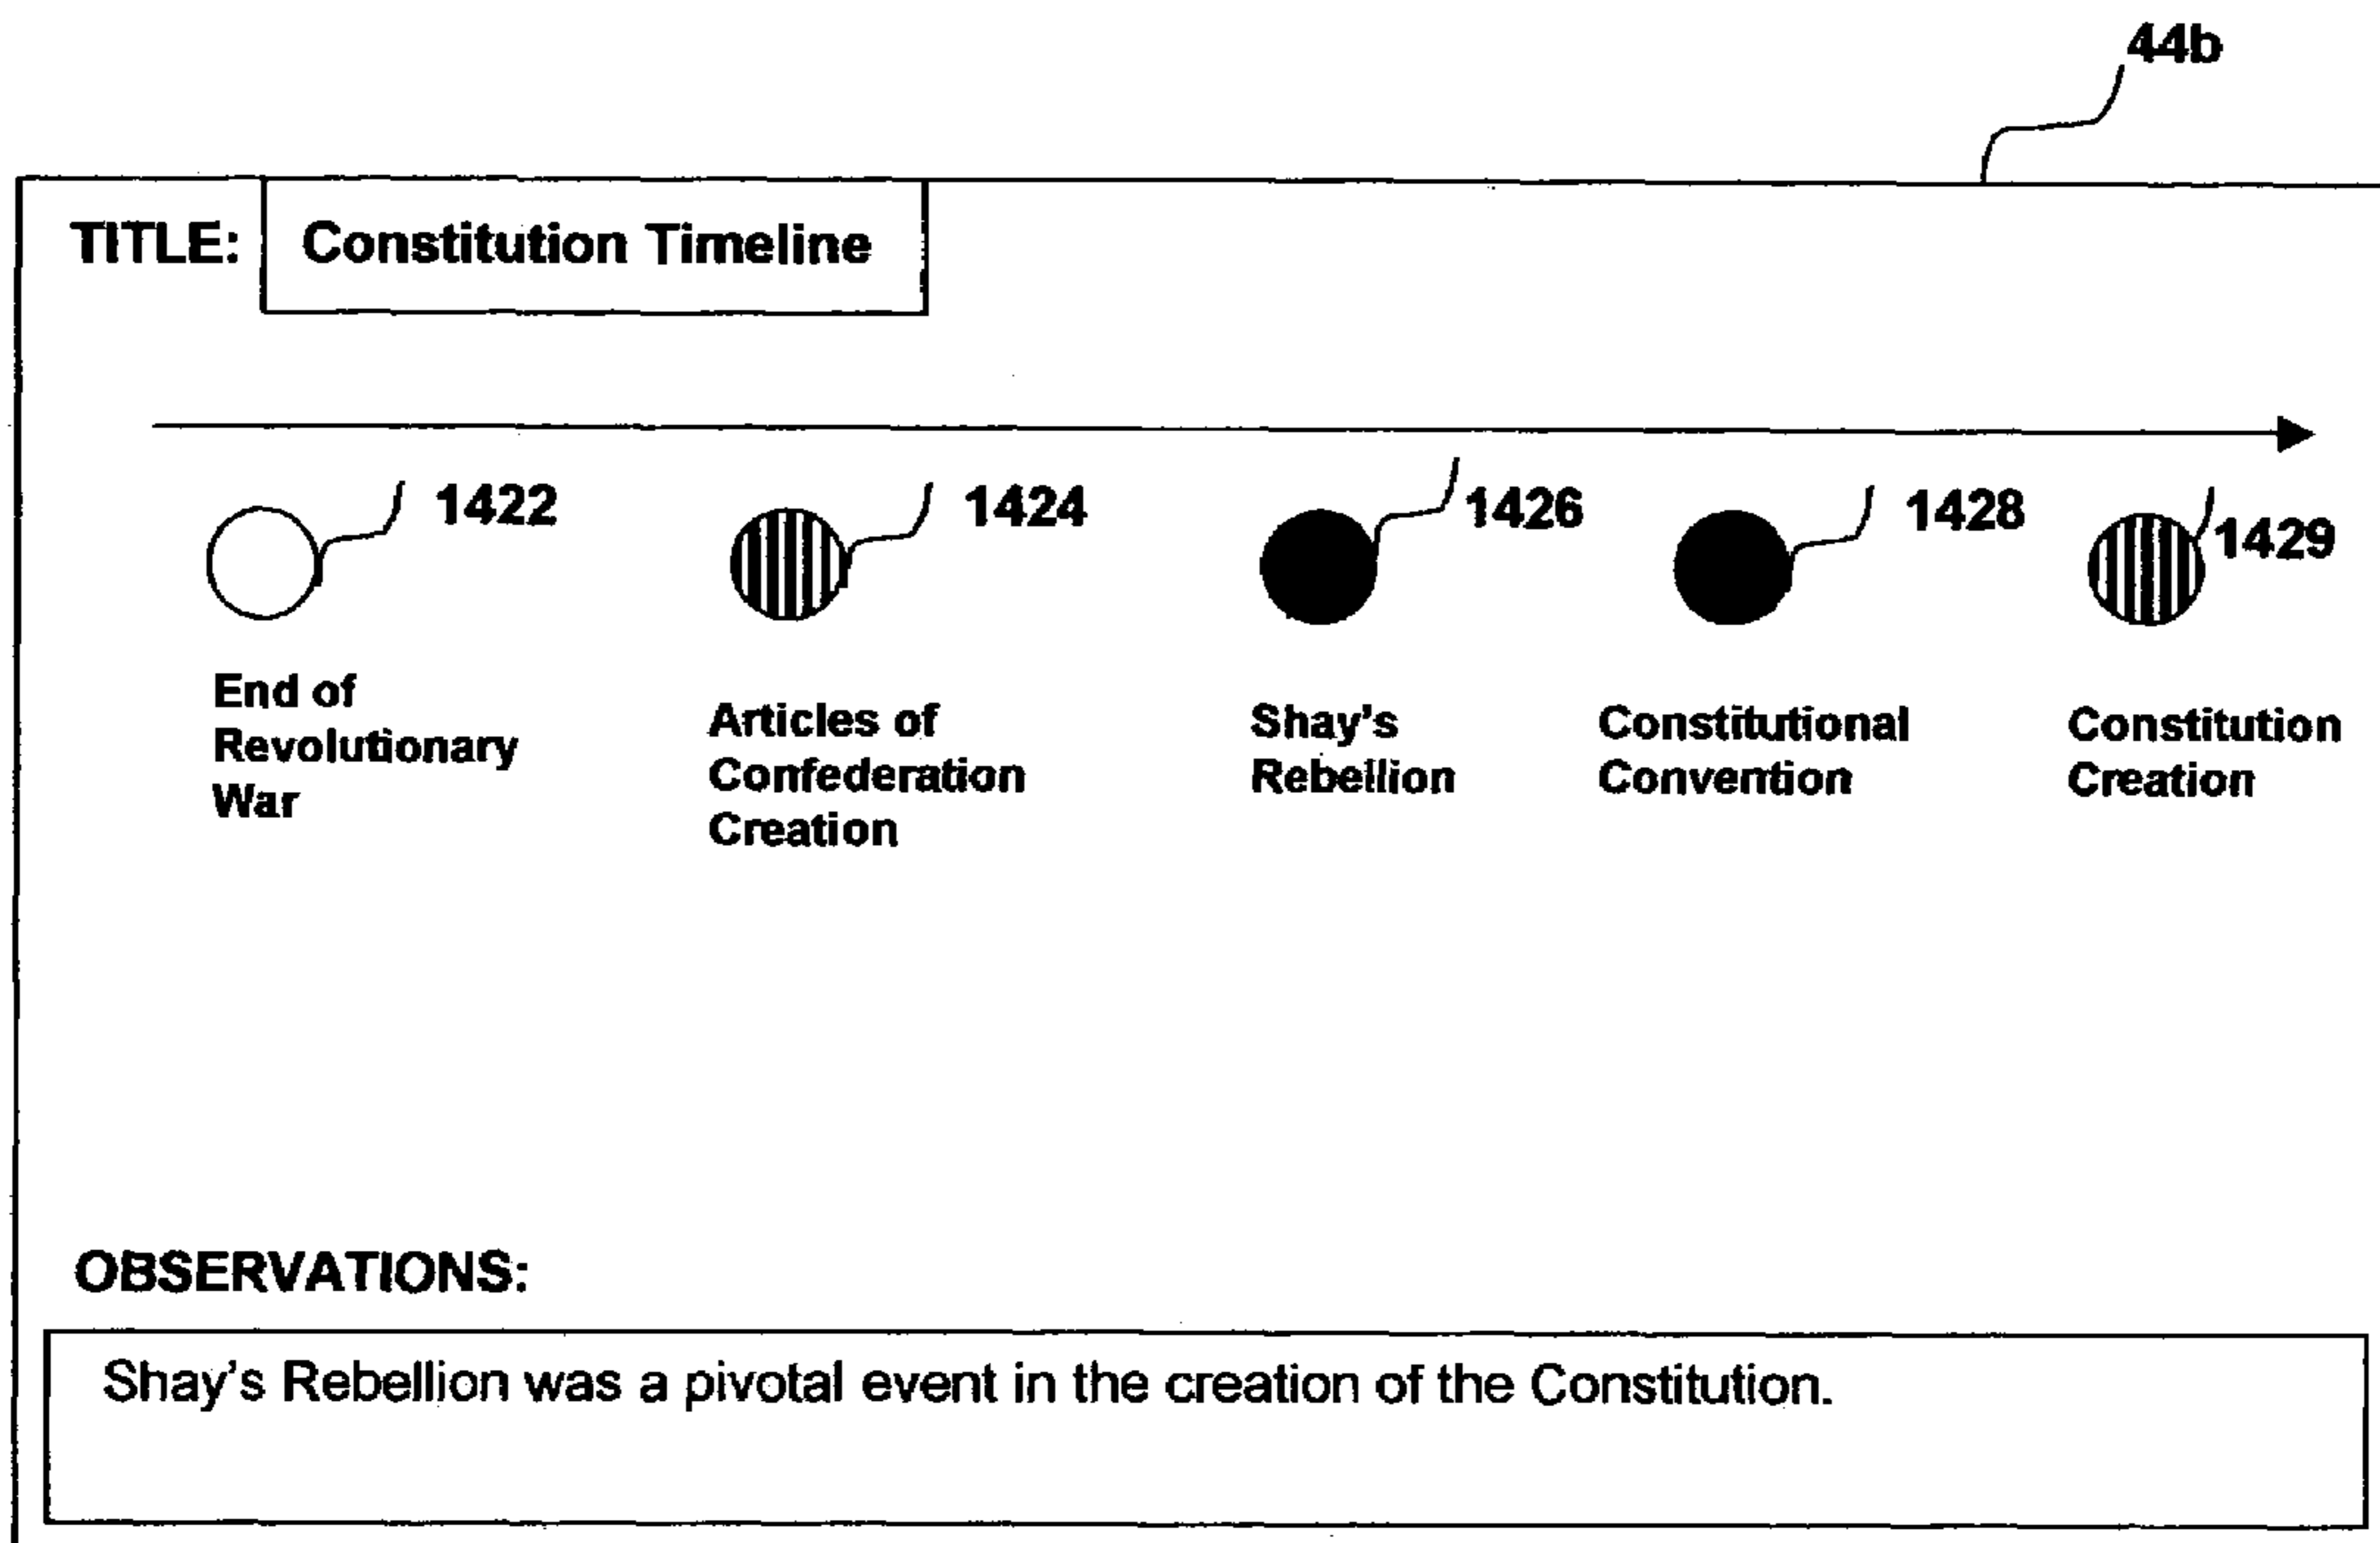 44b
TITLE: Constitution Timeline
1422 1424 1426 1428 1429
End of
Revolutionary
War
Articles of
Confederation
Creation
Shay's
Rebellion
Constitutional
Convention
Constitution
Creation
OBSERVATIONS:
Shay's Rebellion was a pivotal event in the creation of the Constitution.